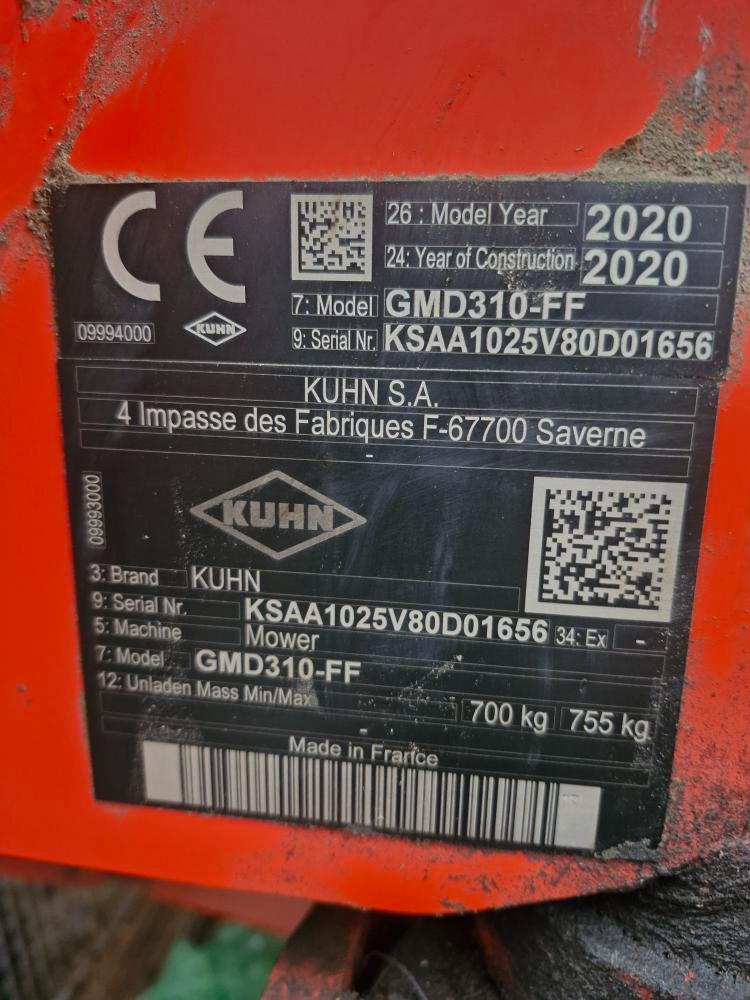 CE
26 : Model Year 2020
24: Year of Construction 2020
7: Model GMD310-FF
09994000 KUHN 9: Serial Nr. KSAA1025V80D01656
KUHN S.A.
4 Impasse des Fabriques F-67700 Saverne
-
09993000
KUHN
3: Brand KUHN
9: Serial Nr. KSAA1025V80D01656 34: Ex -
5: Machine Mower
7: Model GMD310-FF
12: Unladen Mass Min/Max 700 kg 755 kg
-
Made in France